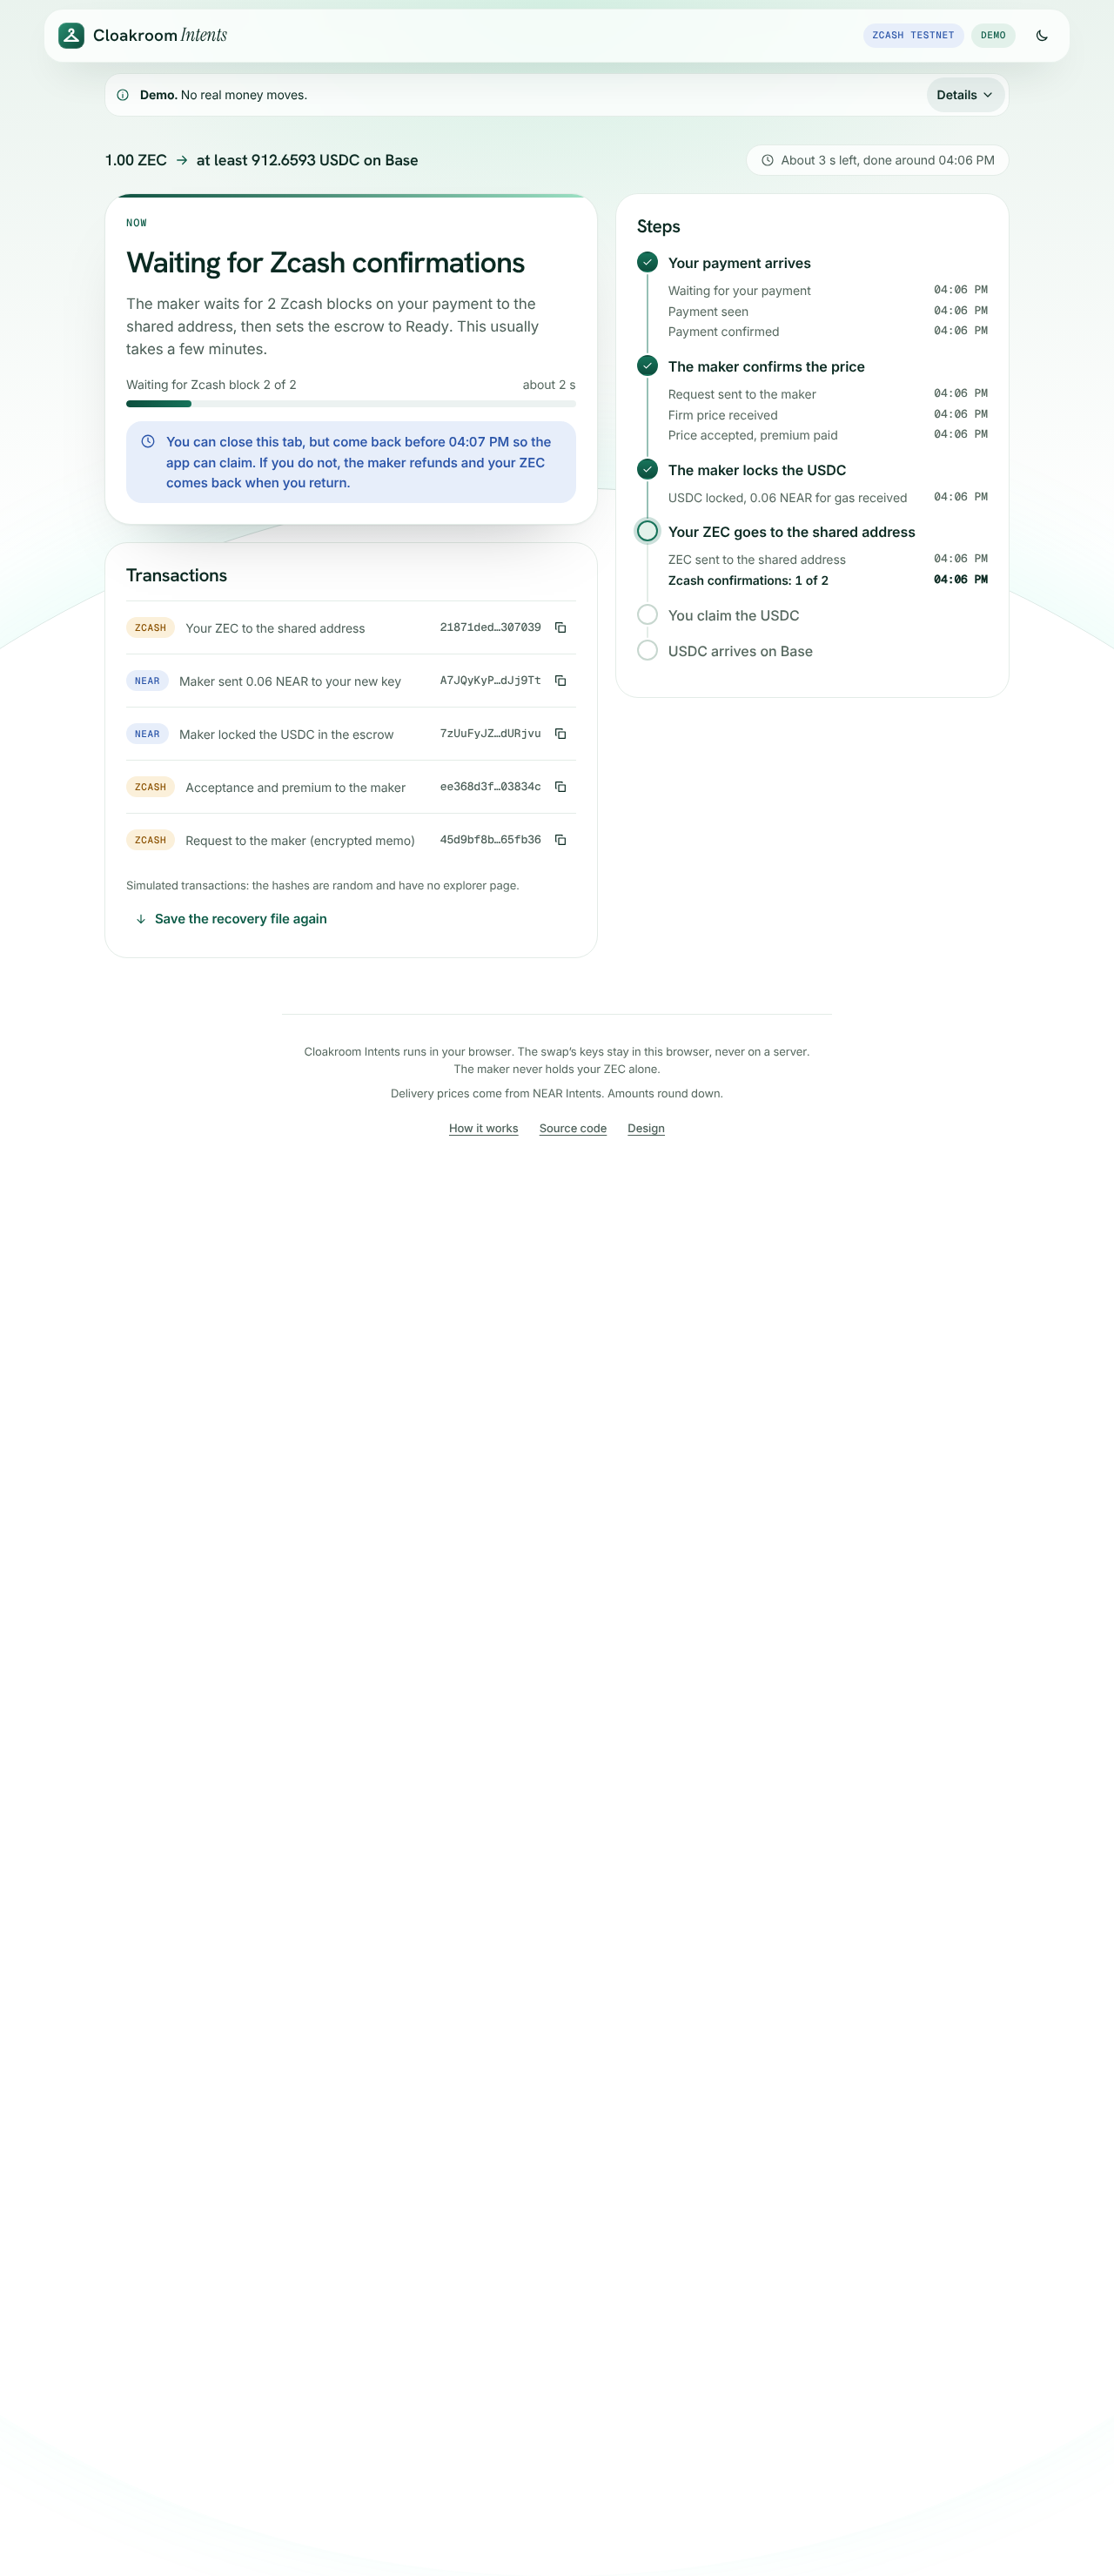 Cloakroom Intents
ZCASH TESTNET
DEMO
Demo. No real money moves.
Details
1.00 ZEC → at least 912.6593 USDC on Base
About 3 s left, done around 04:06 PM
NOW
Waiting for Zcash confirmations
The maker waits for 2 Zcash blocks on your payment to the
shared address, then sets the escrow to Ready. This usually
takes a few minutes.
Waiting for Zcash block 2 of 2
about 2 s
You can close this tab, but come back before 04:07 PM so the
app can claim. If you do not, the maker refunds and your ZEC
comes back when you return.
Transactions
ZCASH Your ZEC to the shared address 21871ded…307039
NEAR Maker sent 0.06 NEAR to your new key A7JQyKyP…dJj9Tt
NEAR Maker locked the USDC in the escrow 7zUuFyJZ…dURjvu
ZCASH Acceptance and premium to the maker ee368d3f…03834c
ZCASH Request to the maker (encrypted memo) 45d9bf8b…65fb36
Simulated transactions: the hashes are random and have no explorer page.
Save the recovery file again
Steps
Your payment arrives
Waiting for your payment 04:06 PM
Payment seen 04:06 PM
Payment confirmed 04:06 PM
The maker confirms the price
Request sent to the maker 04:06 PM
Firm price received 04:06 PM
Price accepted, premium paid 04:06 PM
The maker locks the USDC
USDC locked, 0.06 NEAR for gas received 04:06 PM
Your ZEC goes to the shared address
ZEC sent to the shared address 04:06 PM
Zcash confirmations: 1 of 2 04:06 PM
You claim the USDC
USDC arrives on Base
Cloakroom Intents runs in your browser. The swap's keys stay in this browser, never on a server.
The maker never holds your ZEC alone.
Delivery prices come from NEAR Intents. Amounts round down.
How it works
Source code
Design